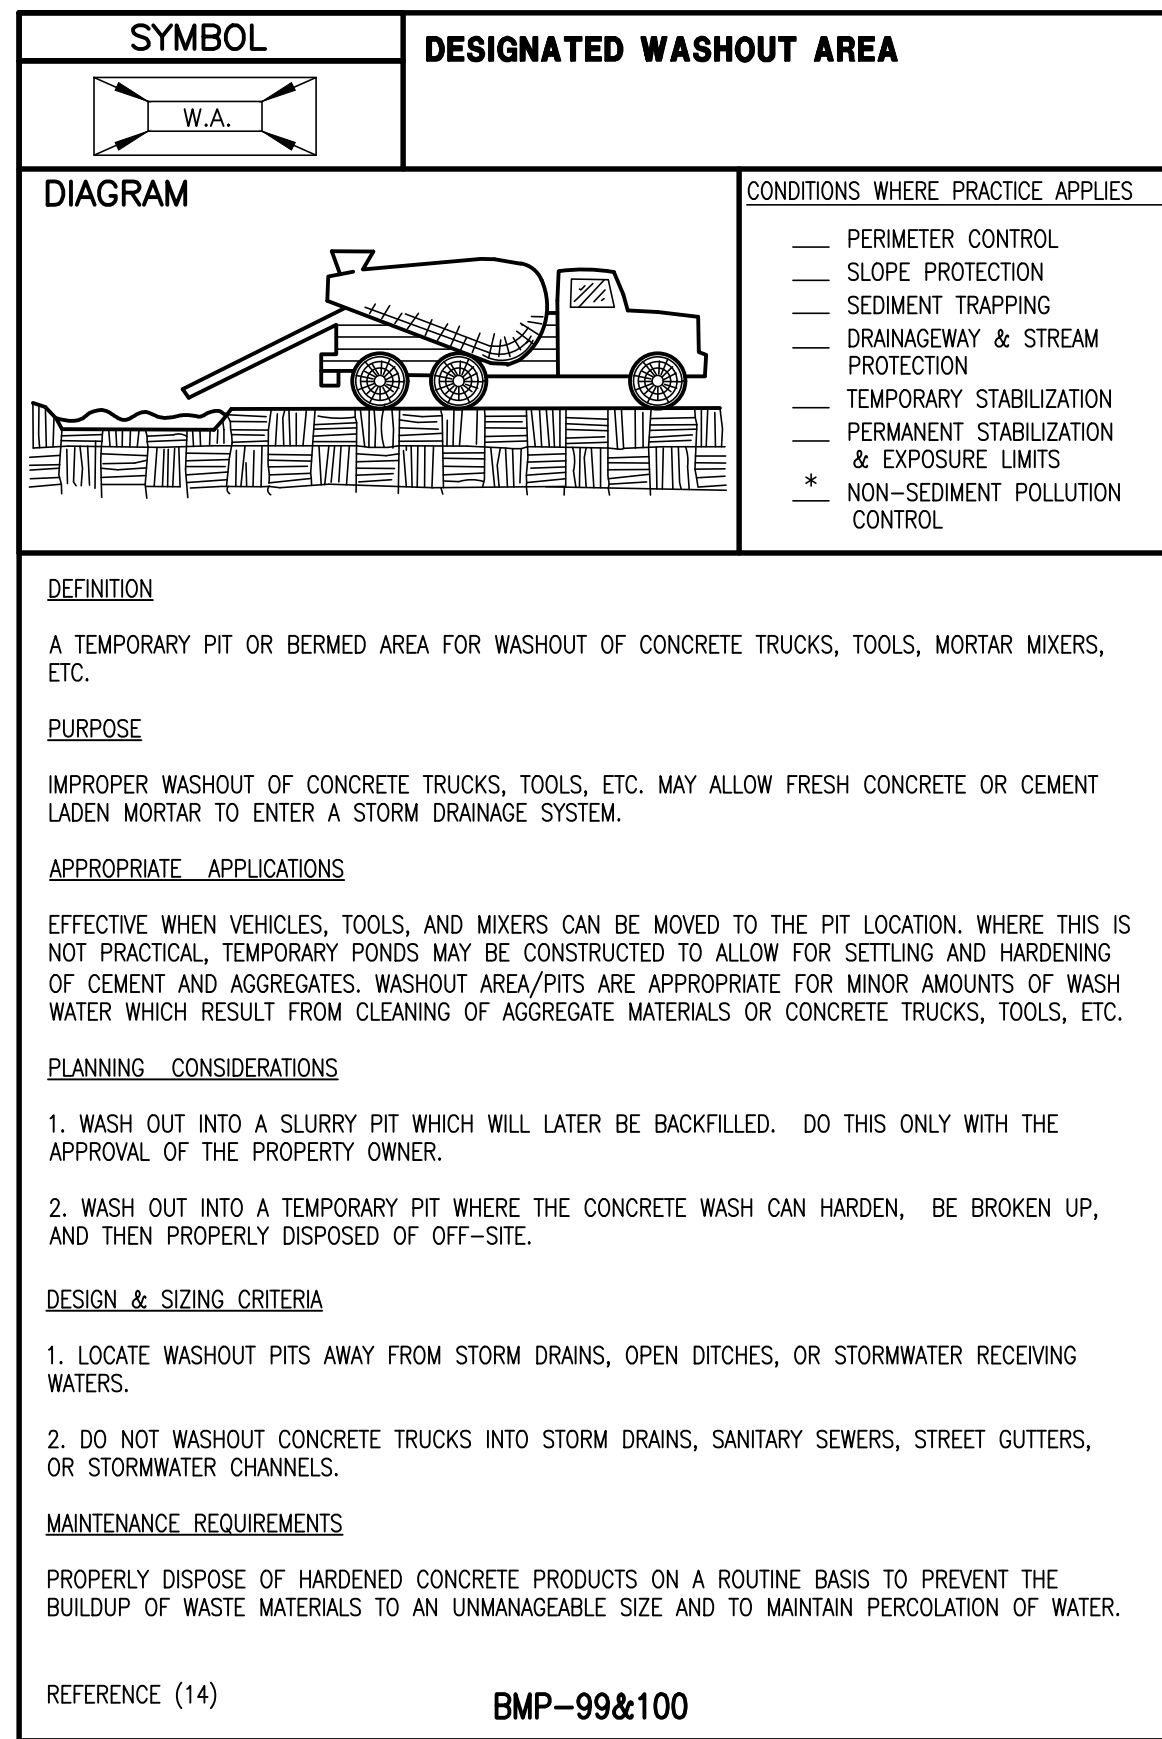 SYMBOL
DESIGNATED WASHOUT AREA
W.A.
DIAGRAM
CONDITIONS WHERE PRACTICE APPLIES
___ PERIMETER CONTROL
___ SLOPE PROTECTION
___ SEDIMENT TRAPPING
___ DRAINAGEWAY & STREAM
PROTECTION
___ TEMPORARY STABILIZATION
___ PERMANENT STABILIZATION
& EXPOSURE LIMITS
* NON-SEDIMENT POLLUTION
CONTROL
DEFINITION
A TEMPORARY PIT OR BERMED AREA FOR WASHOUT OF CONCRETE TRUCKS, TOOLS, MORTAR MIXERS,
ETC.
PURPOSE
IMPROPER WASHOUT OF CONCRETE TRUCKS, TOOLS, ETC. MAY ALLOW FRESH CONCRETE OR CEMENT
LADEN MORTAR TO ENTER A STORM DRAINAGE SYSTEM.
APPROPRIATE APPLICATIONS
EFFECTIVE WHEN VEHICLES, TOOLS, AND MIXERS CAN BE MOVED TO THE PIT LOCATION. WHERE THIS IS
NOT PRACTICAL, TEMPORARY PONDS MAY BE CONSTRUCTED TO ALLOW FOR SETTLING AND HARDENING
OF CEMENT AND AGGREGATES. WASHOUT AREA/PITS ARE APPROPRIATE FOR MINOR AMOUNTS OF WASH
WATER WHICH RESULT FROM CLEANING OF AGGREGATE MATERIALS OR CONCRETE TRUCKS, TOOLS, ETC.
PLANNING CONSIDERATIONS
1. WASH OUT INTO A SLURRY PIT WHICH WILL LATER BE BACKFILLED. DO THIS ONLY WITH THE
APPROVAL OF THE PROPERTY OWNER.
2. WASH OUT INTO A TEMPORARY PIT WHERE THE CONCRETE WASH CAN HARDEN, BE BROKEN UP,
AND THEN PROPERLY DISPOSED OF OFF-SITE.
DESIGN & SIZING CRITERIA
1. LOCATE WASHOUT PITS AWAY FROM STORM DRAINS, OPEN DITCHES, OR STORMWATER RECEIVING
WATERS.
2. DO NOT WASHOUT CONCRETE TRUCKS INTO STORM DRAINS, SANITARY SEWERS, STREET GUTTERS,
OR STORMWATER CHANNELS.
MAINTENANCE REQUIREMENTS
PROPERLY DISPOSE OF HARDENED CONCRETE PRODUCTS ON A ROUTINE BASIS TO PREVENT THE
BUILDUP OF WASTE MATERIALS TO AN UNMANAGEABLE SIZE AND TO MAINTAIN PERCOLATION OF WATER.
REFERENCE (14)
BMP-99&100